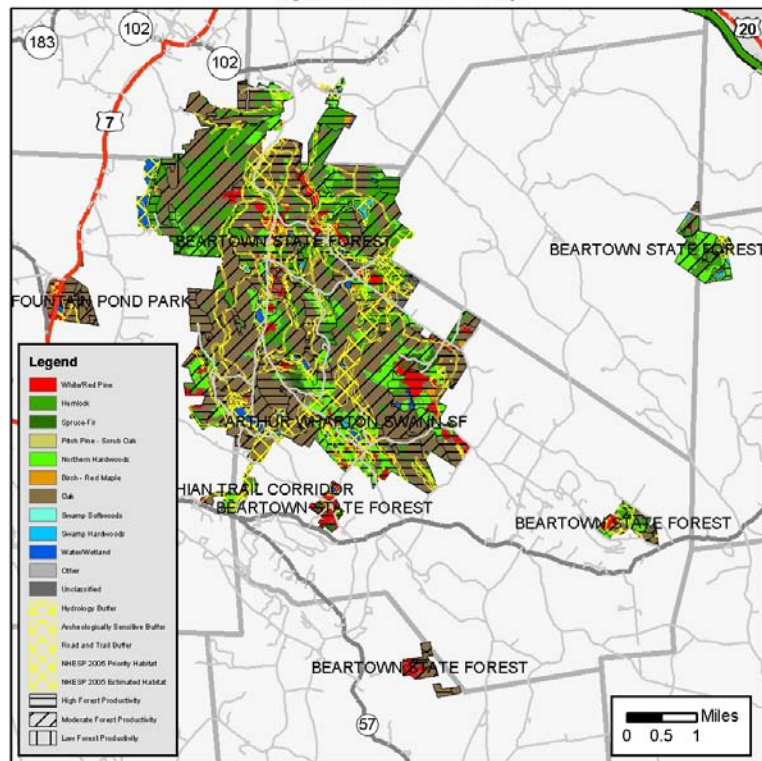 102
183
102
20
7
BEARTOWN STATE FOREST
BEARTOWN STATE FOREST
FOUNTAIN POND PARK
Legend
White/Red Pine
Hemlock
Spruce-Fir
Pitch Pine - Scrub Oak
Northern Hardwoods
Birch - Red Maple
Oak
Swamp Softwoods
Swamp Hardwoods
Water/Wetland
Other
Unclassified
Hydrology Buffer
Archeologically Sensitive Buffer
Road and Trail Buffer
NHESP 2005 Priority Habitat
NHESP 2005 Estimated Habitat
High Forest Productivity
Moderate Forest Productivity
Low Forest Productivity
ARTHUR WHARTON SWANN SF
HIAN TRAIL CORRIDOR
BEARTOWN STATE FOREST
BEARTOWN STATE FOREST
BEARTOWN STATE FOREST
57
Miles
0 0.5 1